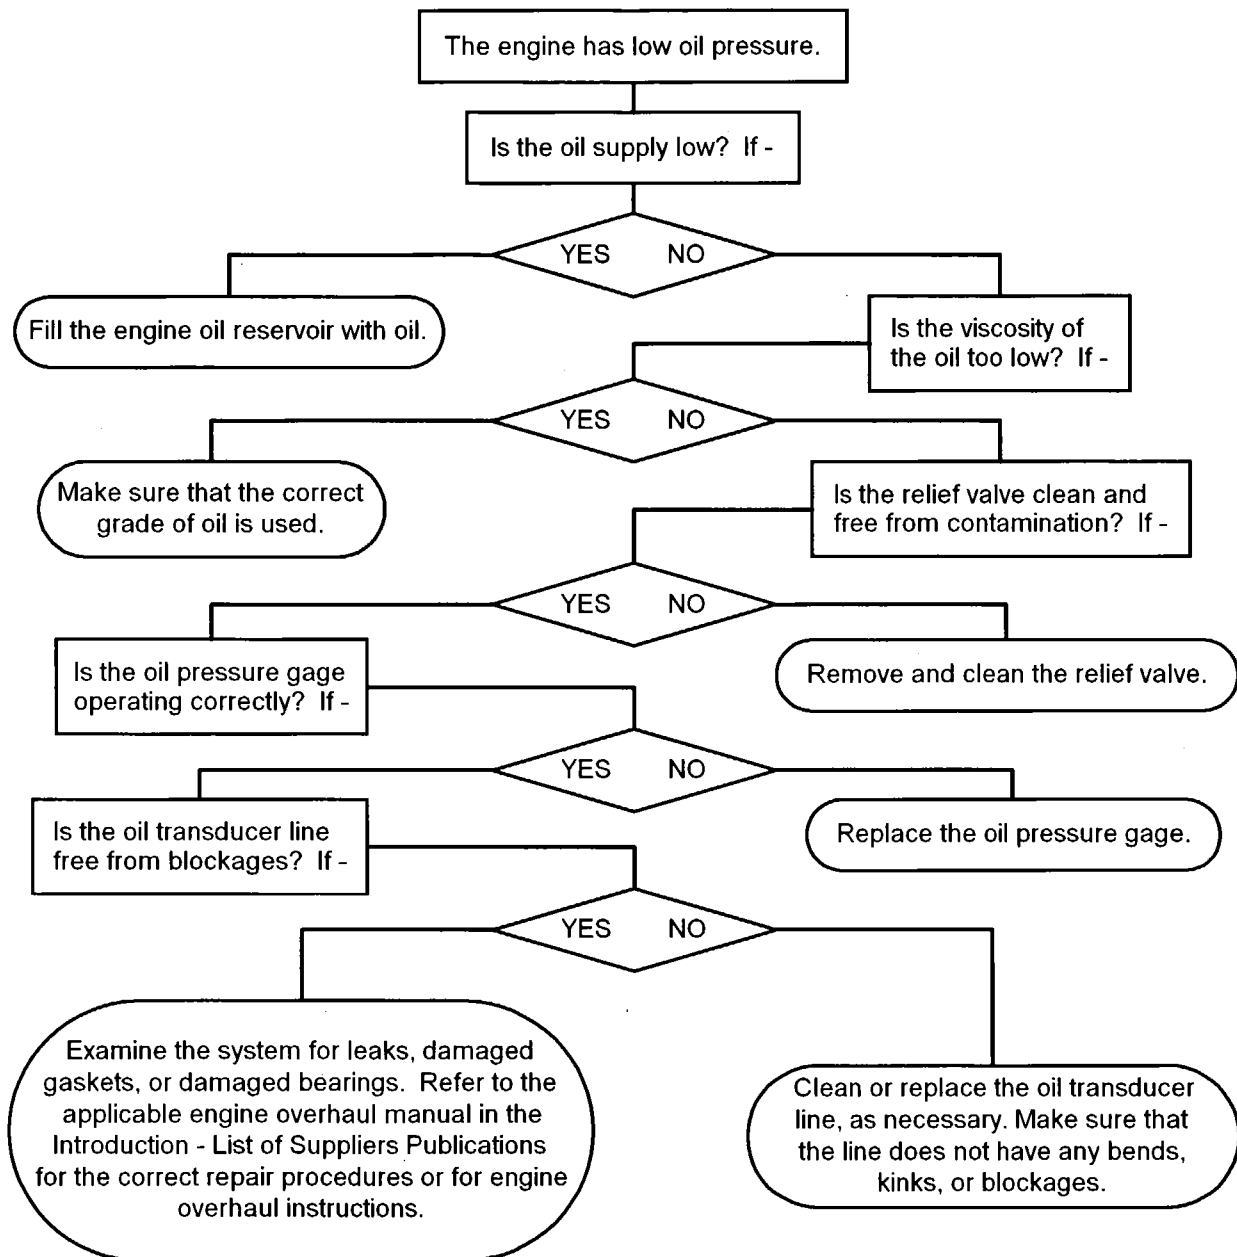 The engine has low oil pressure.
Is the oil supply low? If -
YES NO
Fill the engine oil reservoir with oil.
Is the viscosity of
the oil too low? If -
YES NO
Make sure that the correct
grade of oil is used.
Is the relief valve clean and
free from contamination? If -
YES NO
Is the oil pressure gage
operating correctly? If -
Remove and clean the relief valve.
YES NO
Is the oil transducer line
free from blockages? If -
Replace the oil pressure gage.
YES NO
Examine the system for leaks, damaged
gaskets, or damaged bearings. Refer to the
applicable engine overhaul manual in the
Introduction - List of Suppliers Publications
for the correct repair procedures or for engine
overhaul instructions.
Clean or replace the oil transducer
line, as necessary. Make sure that
the line does not have any bends,
kinks, or blockages.